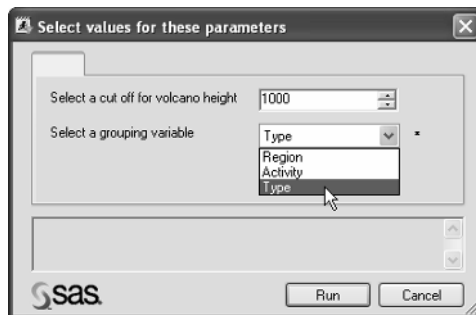 Select values for these parameters
Select a cut off for volcano height 1000
Select a grouping variable Type *
Region
Activity
Type
sas.
Run Cancel